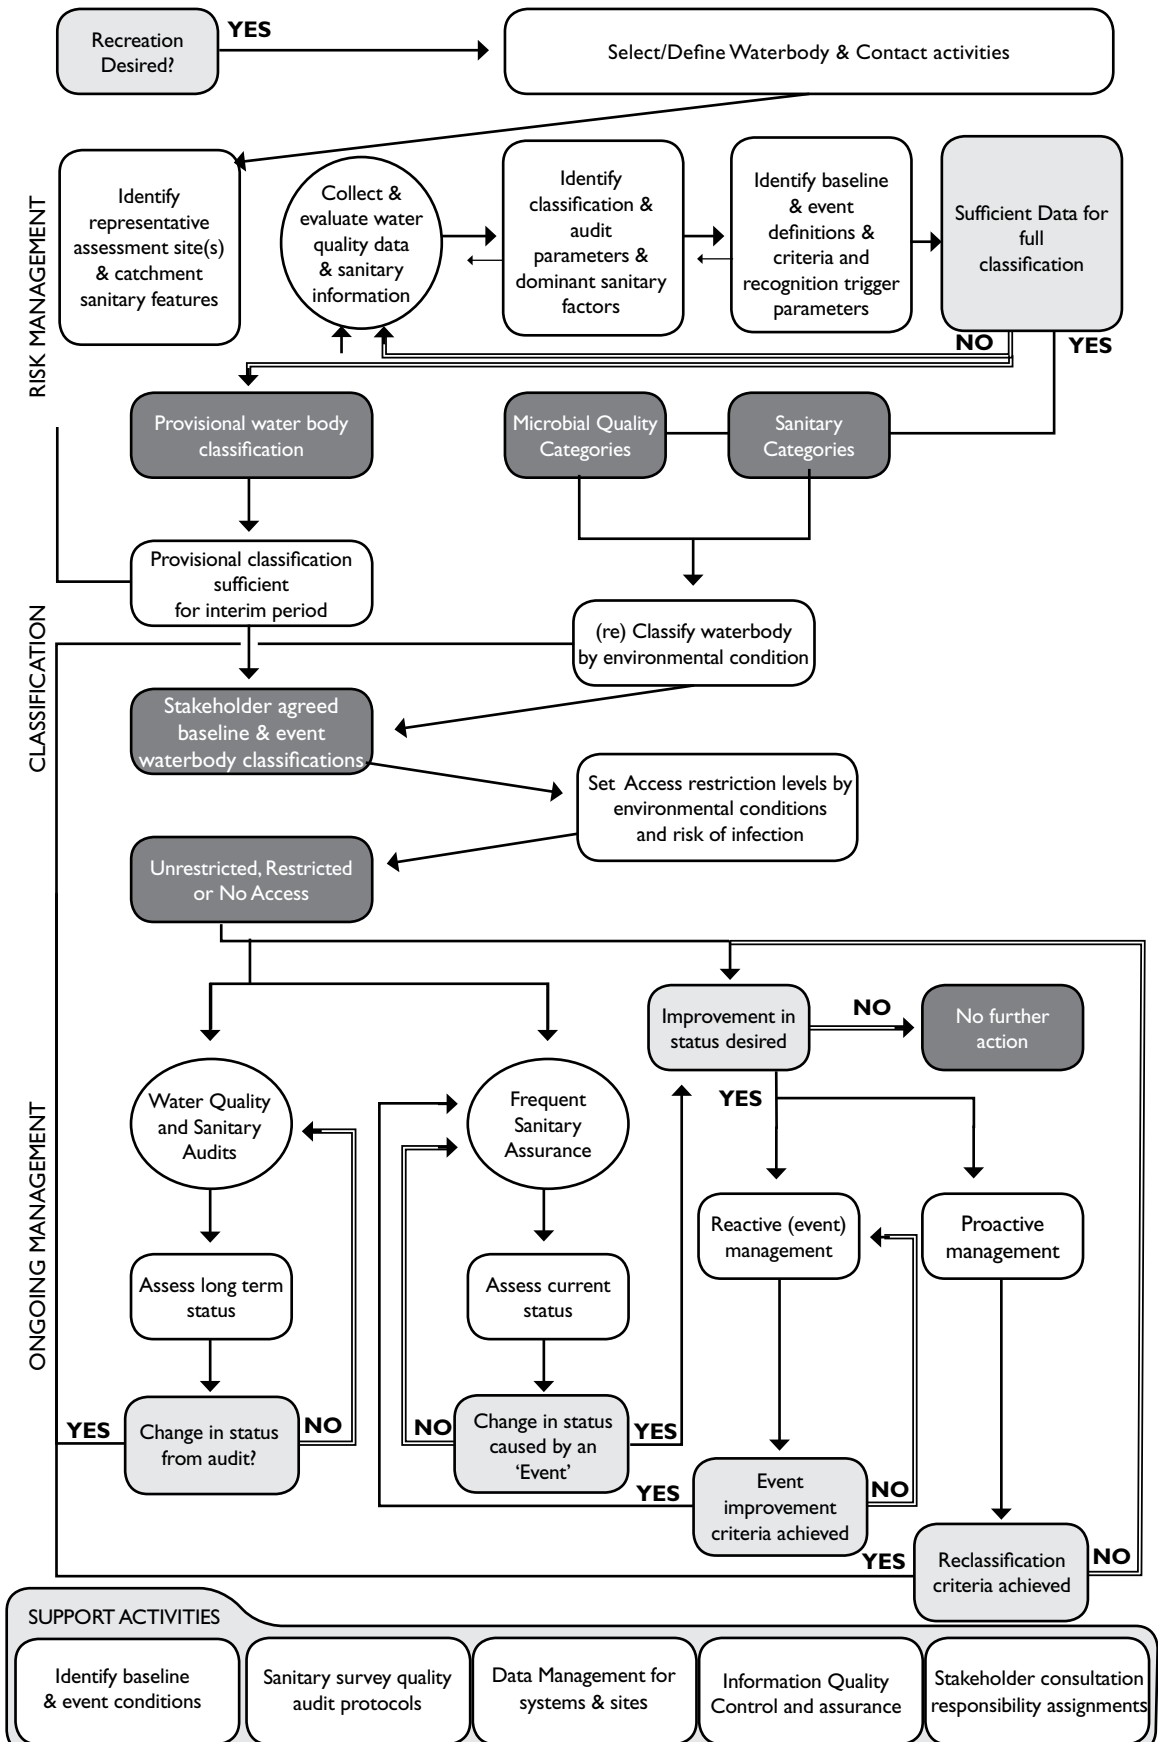 Recreation
Desired?
YES
Select/Define Waterbody & Contact activities
RISK MANAGEMENT
Identify
representative
assessment site(s)
& catchment
sanitary features
Collect &
evaluate water
quality data
& sanitary
information
Identify
classification &
audit
parameters &
dominant sanitary
factors
Identify baseline
& event
definitions &
criteria and
recognition trigger
parameters
Sufficient Data for
full
classification
NO
YES
Provisional water body
classification
Microbial Quality
Categories
Sanitary
Categories
CLASSIFICATION
Provisional classification
sufficient
for interim period
(re) Classify waterbody
by environmental condition
Stakeholder agreed
baseline & event
waterbody classifications
Set Access restriction levels by
environmental conditions
and risk of infection
Unrestricted, Restricted
or No Access
ONGOING MANAGEMENT
Improvement in
status desired
NO
No further
action
YES
Water Quality
and Sanitary
Audits
Frequent
Sanitary
Assurance
Reactive (event)
management
Proactive
management
Assess long term
status
Assess current
status
YES
Change in status
from audit?
NO
NO
Change in status
caused by an
‘Event’
YES
YES
Event
improvement
criteria achieved
NO
YES
Reclassification
criteria achieved
NO
SUPPORT ACTIVITIES
Identify baseline
& event conditions
Sanitary survey quality
audit protocols
Data Management for
systems & sites
Information Quality
Control and assurance
Stakeholder consultation
responsibility assignments